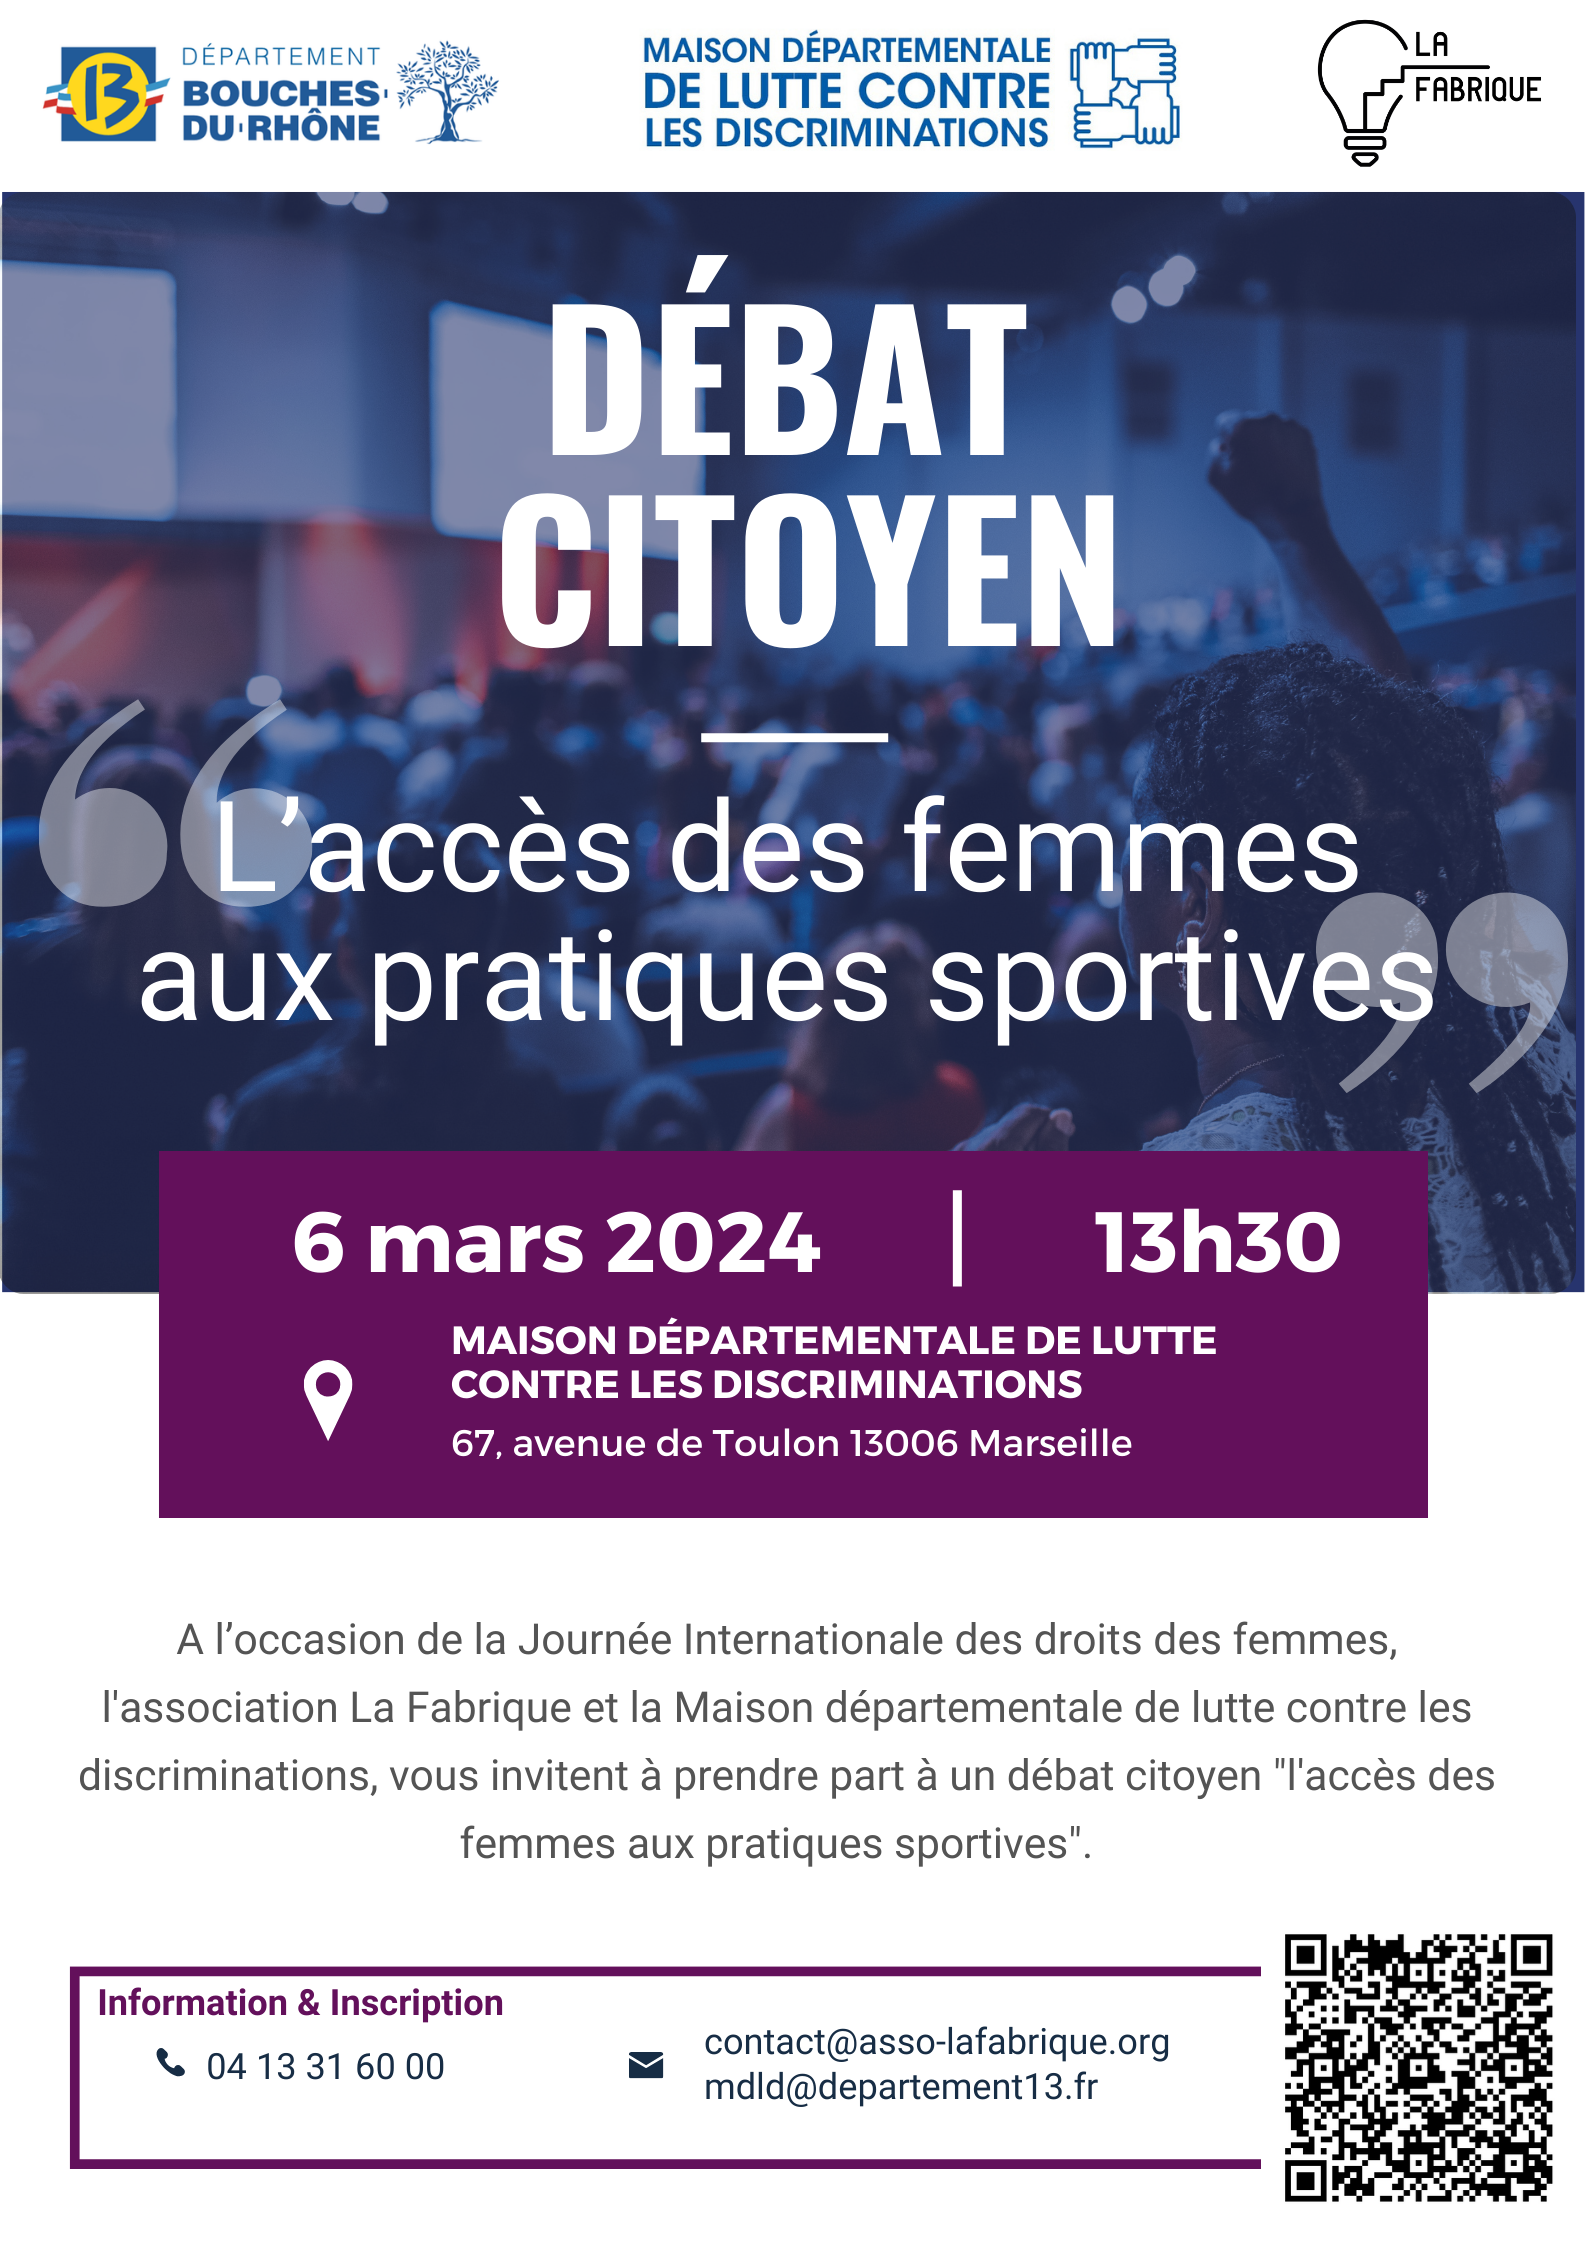 13
DÉPARTEMENT
BOUCHES-
DU-RHÔNE
MAISON DÉPARTEMENTALE
DE LUTTE CONTRE
LES DISCRIMINATIONS
LA
FABRIQUE
DÉBAT
CITOYEN
“L’accès des femmes
aux pratiques sportives”
6 mars 2024 | 13h30
MAISON DÉPARTEMENTALE DE LUTTE
CONTRE LES DISCRIMINATIONS
67, avenue de Toulon 13006 Marseille
A l’occasion de la Journée Internationale des droits des femmes,
l'association La Fabrique et la Maison départementale de lutte contre les
discriminations, vous invitent à prendre part à un débat citoyen "l'accès des
femmes aux pratiques sportives".
Information & Inscription
04 13 31 60 00
contact@asso-lafabrique.org
mdld@departement13.fr